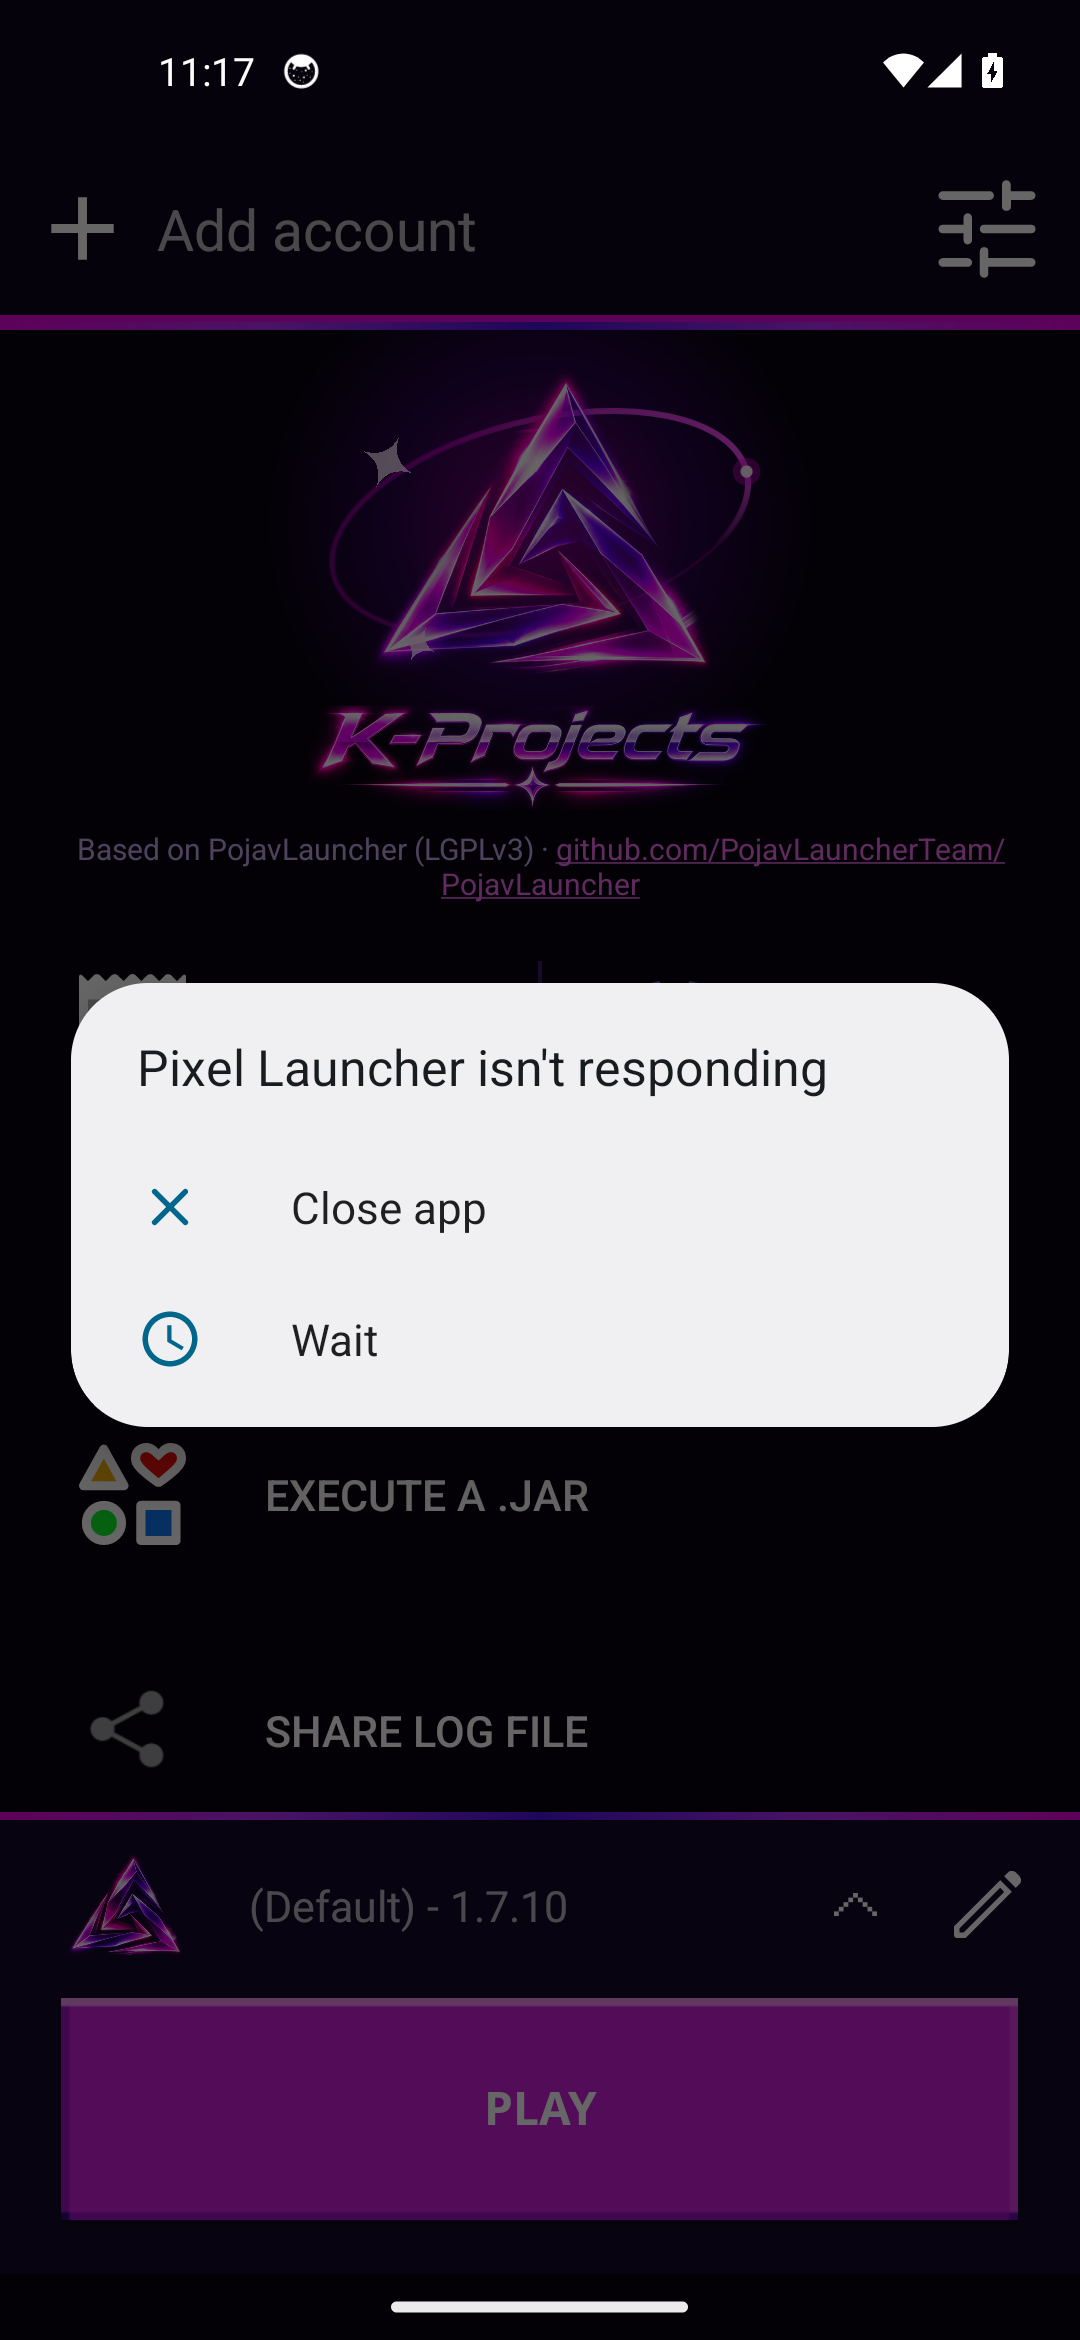 11:17
Add account
K-Projects
Based on PojavLauncher (LGPLv3) · github.com/PojavLauncherTeam/
PojavLauncher
Pixel Launcher isn't responding
Close app
Wait
EXECUTE A .JAR
SHARE LOG FILE
(Default) - 1.7.10
PLAY